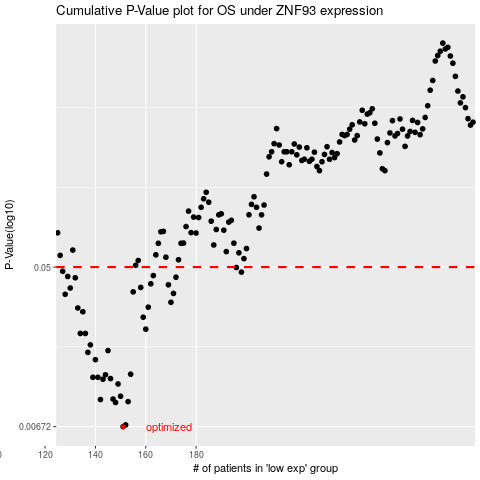 Cumulative P-Value plot for OS under ZNF93 expression
P-Value(log10)
0.05
0.00672
optimized
0 120 140 160 180
# of patients in 'low exp' group